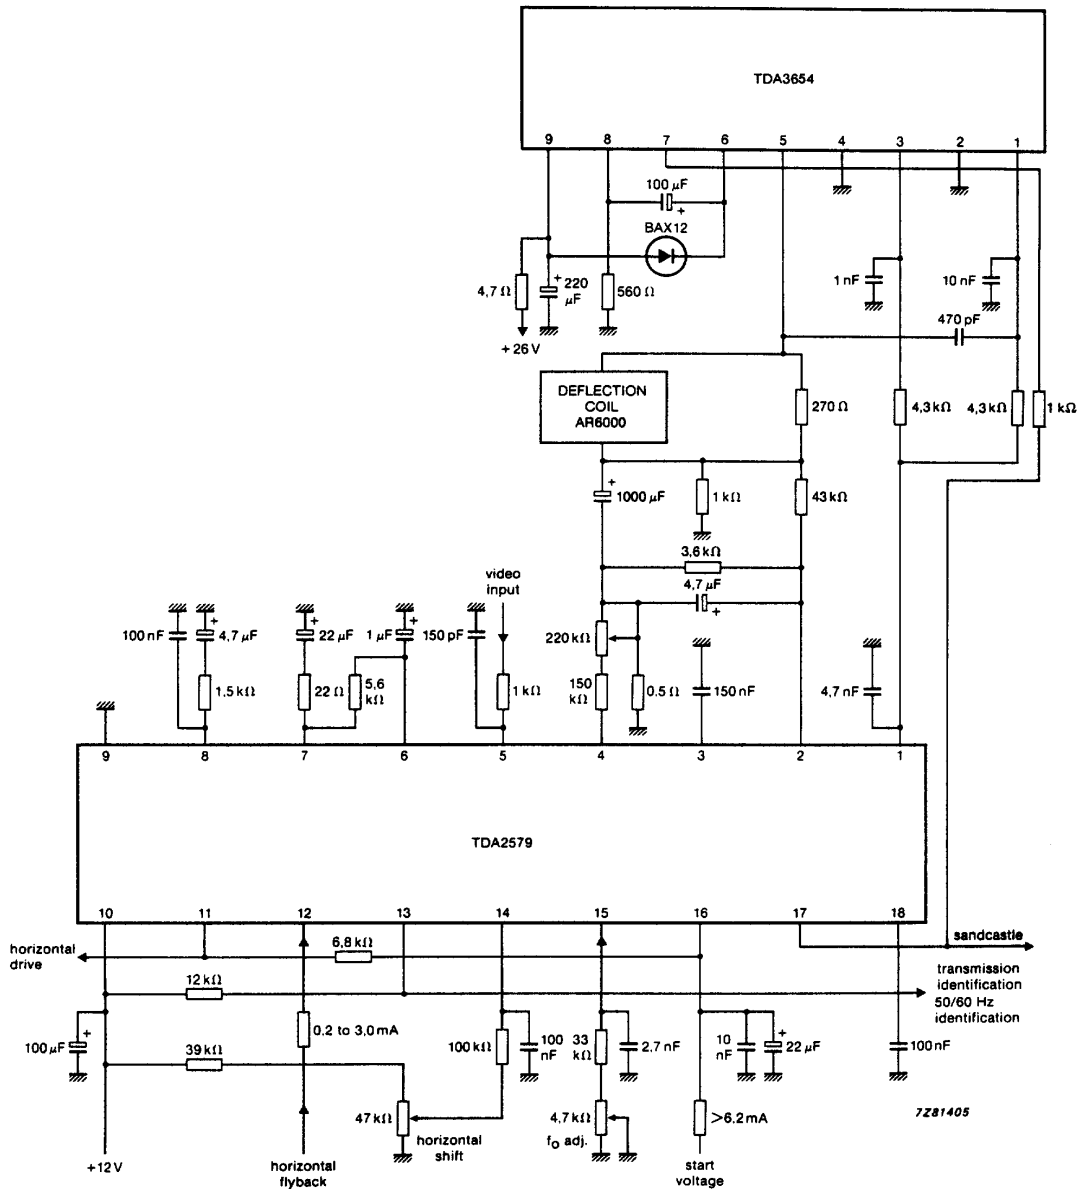 TDA3654
9 8 7 6 5 4 3 2 1
100 µF
+
BAX12
4,7 Ω
+
220
µF
560 Ω
1 nF
10 nF
+ 26 V
470 pF
DEFLECTION
COIL
AR6000
270 Ω
4,3 kΩ
4,3 kΩ
1 kΩ
+
1000 µF
1 kΩ
43 kΩ
3,6 kΩ
video
input
4,7 µF
+
100 nF
+
4,7 µF
+
22 µF
1 µF
+
150 pF
220 kΩ
1,5 kΩ
22 Ω
5,6
kΩ
1 kΩ
150
kΩ
0.5 Ω
150 nF
4,7 nF
9 8 7 6 5 4 3 2 1
TDA2579
10 11 12 13 14 15 16 17 18
horizontal
drive
6,8 kΩ
sandcastle
12 kΩ
transmission
identification
50/60 Hz
identification
100 µF
+
0.2 to 3,0 mA
39 kΩ
100 kΩ
100
nF
33
kΩ
2,7 nF
10
nF
+
22 µF
100 nF
47 kΩ
horizontal
shift
4,7 kΩ
fo adj.
>6.2 mA
7Z81405
+12 V
horizontal
flyback
start
voltage